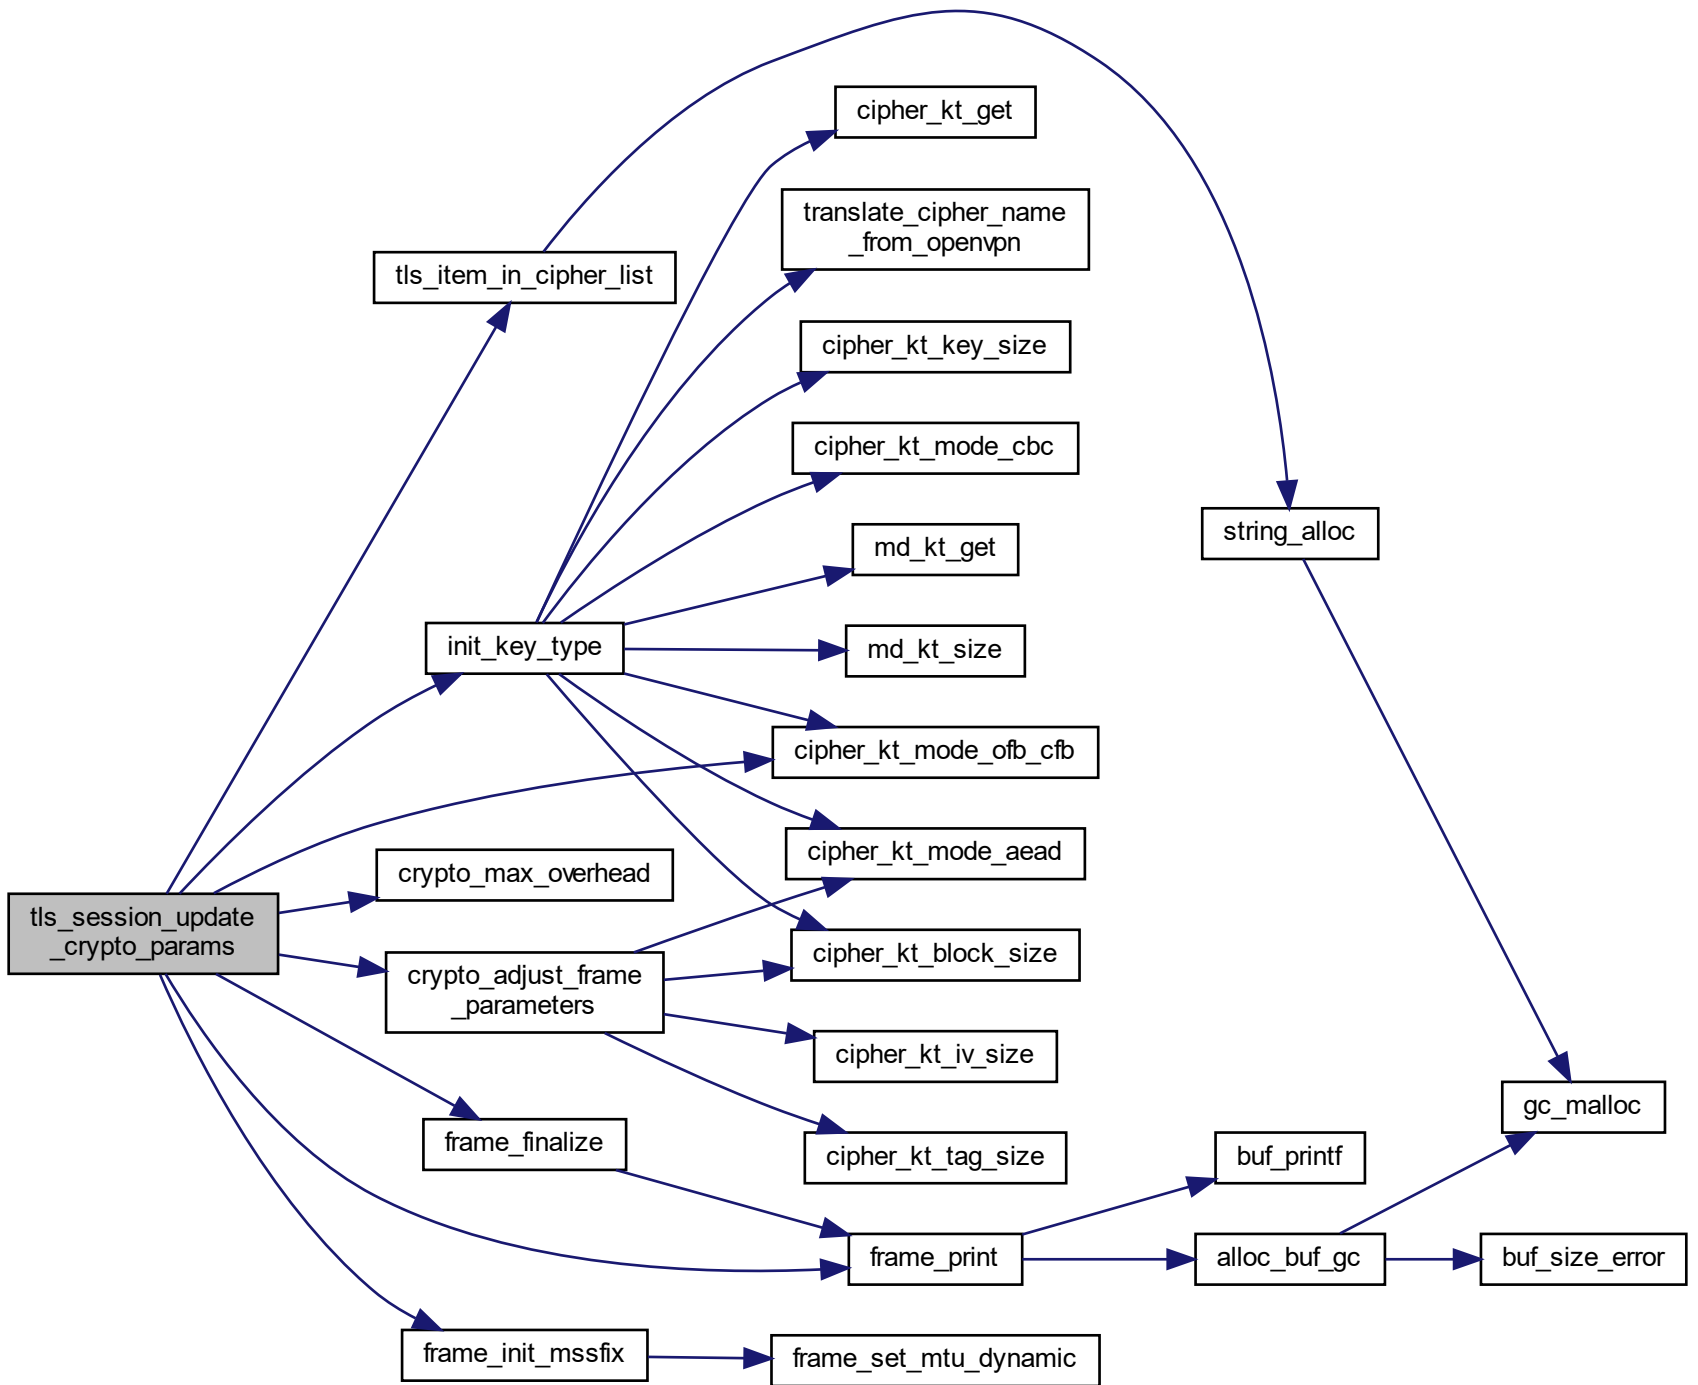 cipher_kt_get
translate_cipher_name
_from_openvpn
tls_item_in_cipher_list
cipher_kt_key_size
cipher_kt_mode_cbc
md_kt_get
string_alloc
init_key_type
md_kt_size
cipher_kt_mode_ofb_cfb
cipher_kt_mode_aead
crypto_max_overhead
tls_session_update
_crypto_params
cipher_kt_block_size
crypto_adjust_frame
_parameters
cipher_kt_iv_size
gc_malloc
frame_finalize
cipher_kt_tag_size
buf_printf
frame_print
alloc_buf_gc
buf_size_error
frame_init_mssfix
frame_set_mtu_dynamic